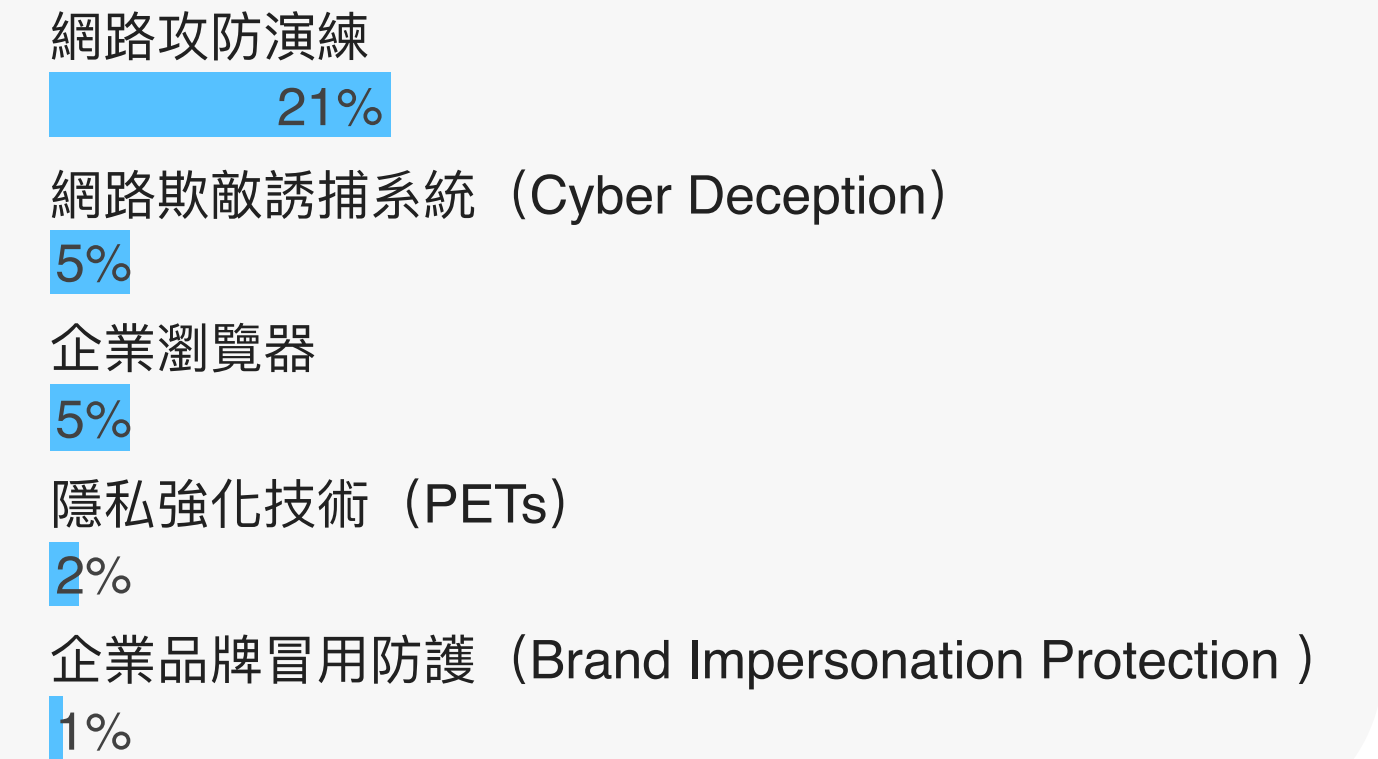 網路攻防演練
21%
網路欺敵誘捕系統（Cyber Deception）
5%
企業瀏覽器
5%
隱私強化技術（PETs）
2%
企業品牌冒用防護（Brand Impersonation Protection ）
1%